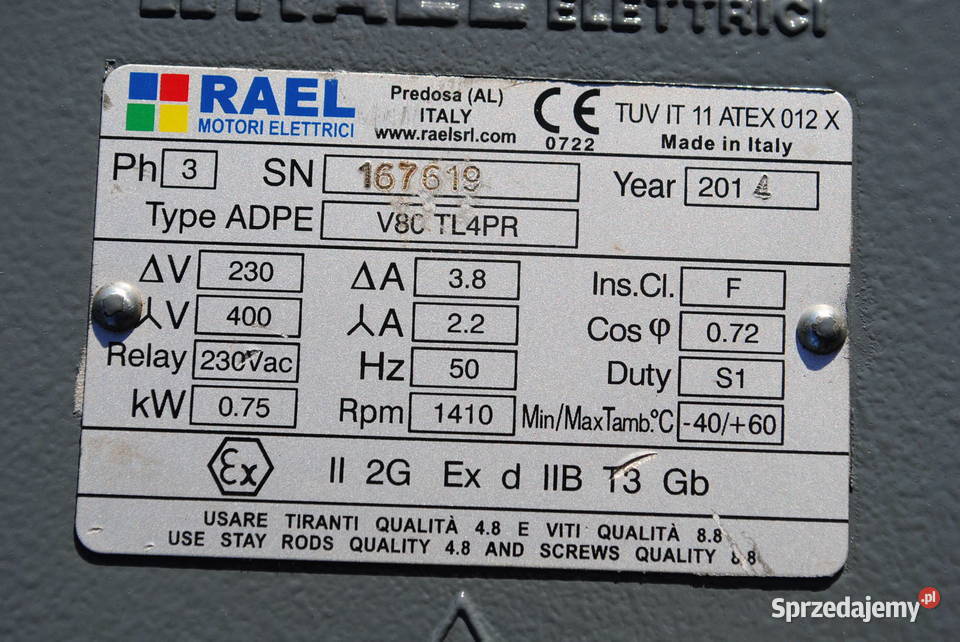 ELETTRICI
RAEL
MOTORI ELETTRICI
Predosa (AL)
ITALY
www.raelsrl.com
CE
0722
TUV IT 11 ATEX 012 X
Made in Italy
Ph 3 SN 167619 Year 2014
Type ADPE V80 TL4PR
ΔV 230 ΔA 3.8 Ins.Cl. F
⅄V 400 ⅄A 2.2 Cos φ 0.72
Relay 230Vac Hz 50 Duty S1
kW 0.75 Rpm 1410 Min/MaxTamb.°C -40/+60
Ex II 2G Ex d IIB T3 Gb
USARE TIRANTI QUALITÀ 4.8 E VITI QUALITÀ 8.8
USE STAY RODS QUALITY 4.8 AND SCREWS QUALITY 8.8
Sprzedajemy.pl